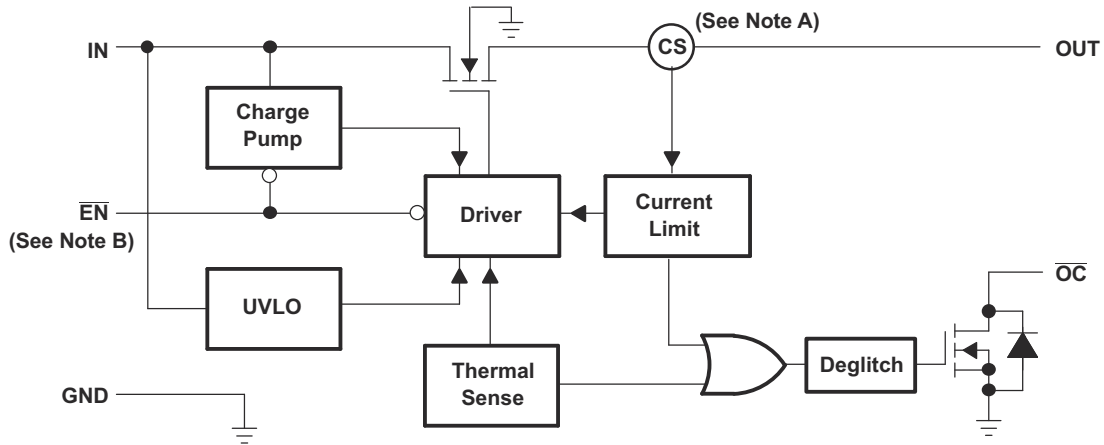 (See Note A)
IN
CS
OUT
Charge
Pump
EN
(See Note B)
Driver
Current
Limit
UVLO
OC
Thermal
Sense
Deglitch
GND